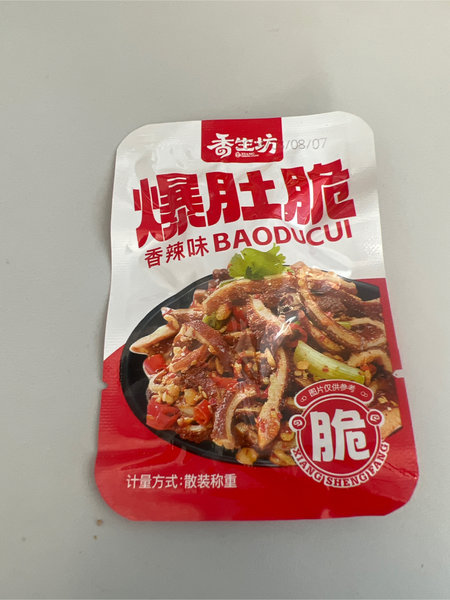 香生坊
/08/07
爆肚脆
香辣味 BAODUCUI
图片仅供参考
脆
XIANG SHENG FANG
计量方式:散装称重